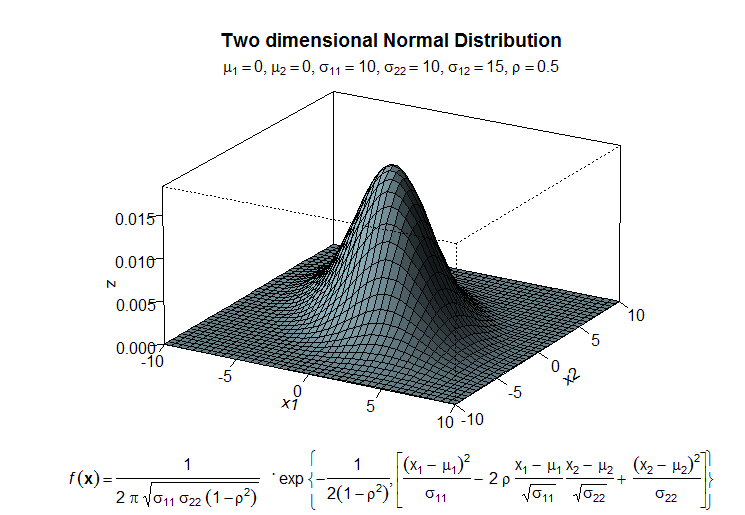 Two dimensional Normal Distribution
μ₁ = 0, μ₂ = 0, σ₁₁ = 10, σ₂₂ = 10, σ₁₂ = 15, ρ = 0.5
0.015
0.010
z
0.005
0.000
-10
-5
0
x1
5
10
-10
-5
0
x2
5
10
f(x) = 1 / (2 π √(σ₁₁ σ₂₂ (1−ρ²))) · exp { − 1 / (2(1−ρ²)), [ (x₁ − μ₁)² / σ₁₁ − 2 ρ (x₁ − μ₁) / √σ₁₁ (x₂ − μ₂) / √σ₂₂ + (x₂ − μ₂)² / σ₂₂ ] }